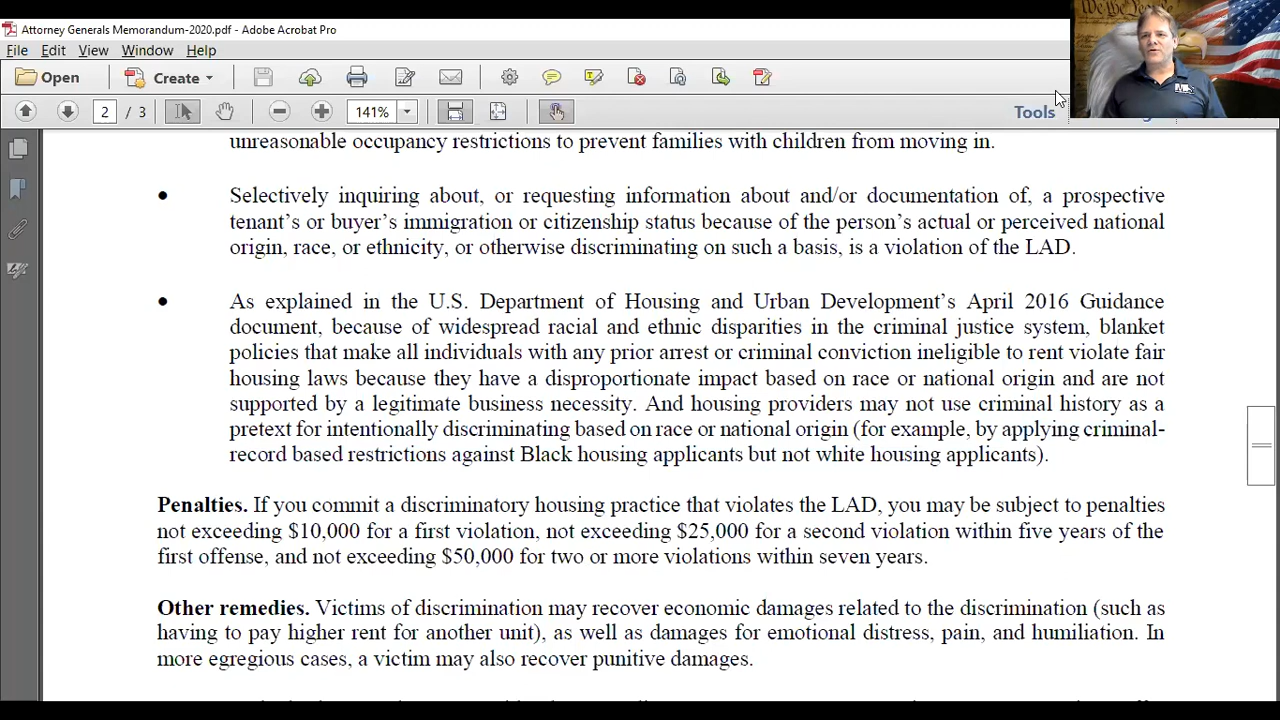 Attorney Generals Memorandum-2020.pdf - Adobe Acrobat Pro
File Edit View Window Help
Open Create
2 / 3 141% Tools
unreasonable occupancy restrictions to prevent families with children from moving in.
• Selectively inquiring about, or requesting information about and/or documentation of, a prospective
tenant's or buyer's immigration or citizenship status because of the person's actual or perceived national
origin, race, or ethnicity, or otherwise discriminating on such a basis, is a violation of the LAD.
• As explained in the U.S. Department of Housing and Urban Development's April 2016 Guidance
document, because of widespread racial and ethnic disparities in the criminal justice system, blanket
policies that make all individuals with any prior arrest or criminal conviction ineligible to rent violate fair
housing laws because they have a disproportionate impact based on race or national origin and are not
supported by a legitimate business necessity. And housing providers may not use criminal history as a
pretext for intentionally discriminating based on race or national origin (for example, by applying criminal-
record based restrictions against Black housing applicants but not white housing applicants).
Penalties. If you commit a discriminatory housing practice that violates the LAD, you may be subject to penalties
not exceeding $10,000 for a first violation, not exceeding $25,000 for a second violation within five years of the
first offense, and not exceeding $50,000 for two or more violations within seven years.
Other remedies. Victims of discrimination may recover economic damages related to the discrimination (such as
having to pay higher rent for another unit), as well as damages for emotional distress, pain, and humiliation. In
more egregious cases, a victim may also recover punitive damages.